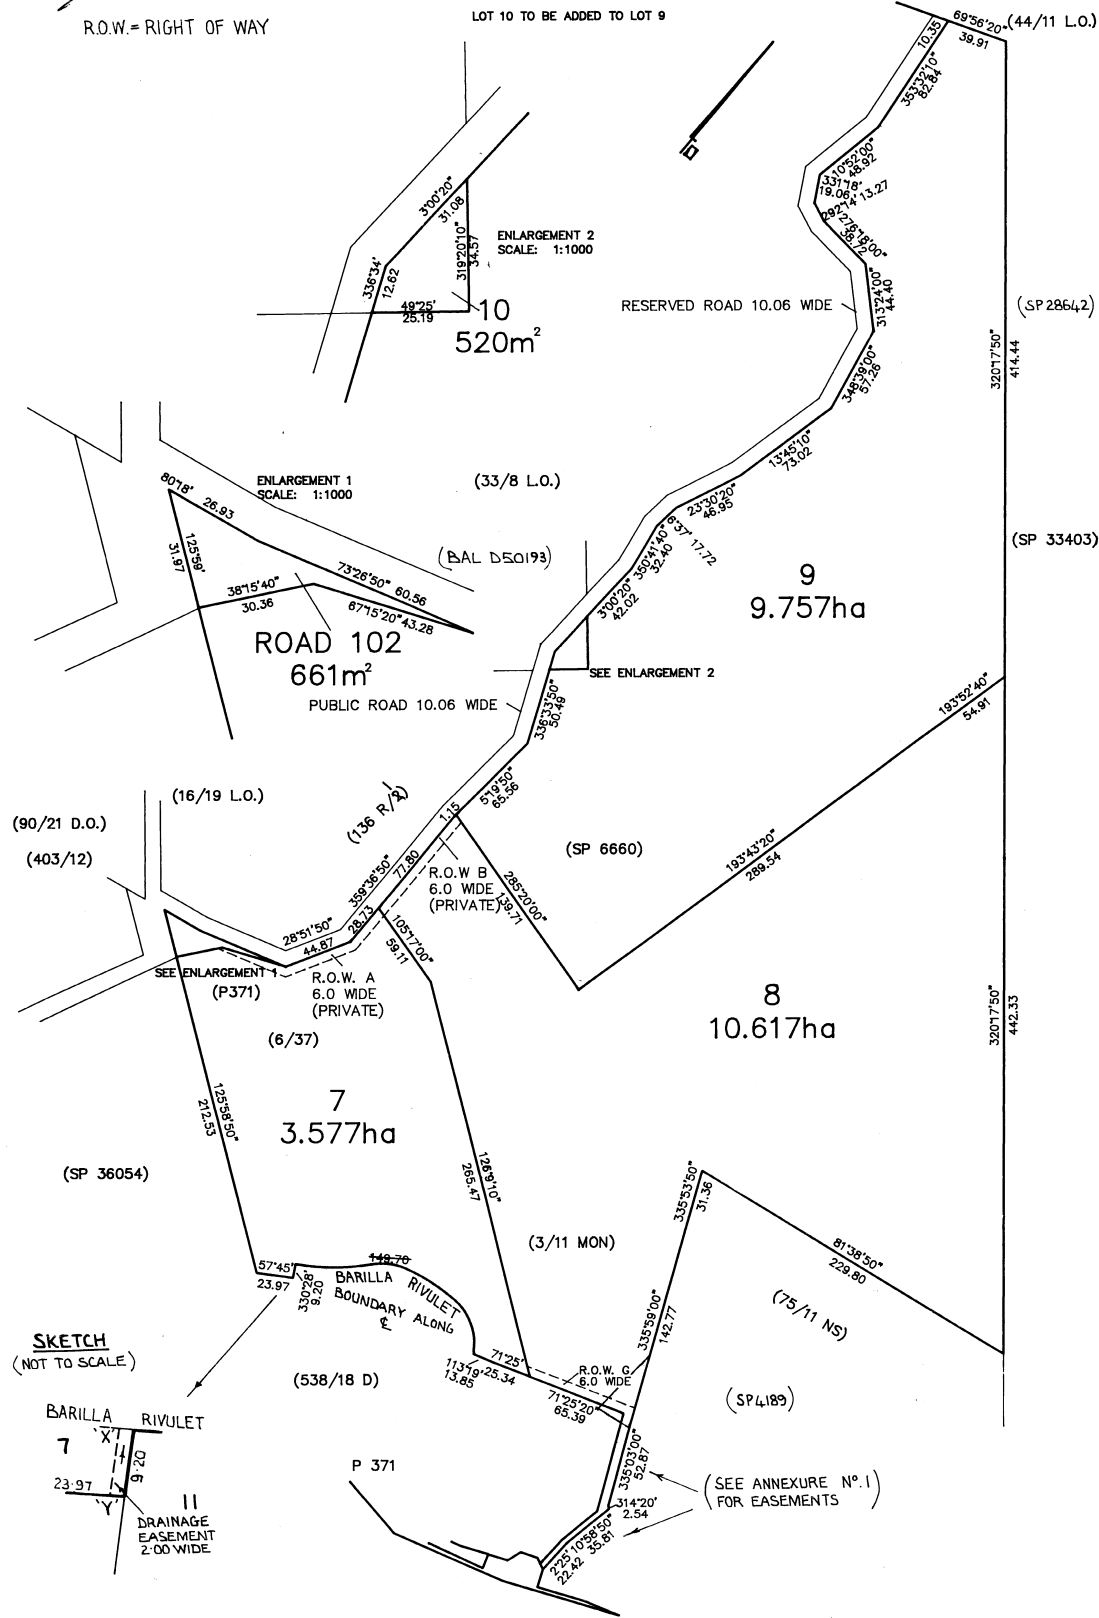 R.O.W.= RIGHT OF WAY
LOT 10 TO BE ADDED TO LOT 9
69°56'20"
39.91
(44/11 L.O.)
10.35
353°32'10"
82.84
10°52'00"
48.92
331°18'
19.06
292°14' 13.27
276°18'00"
38.72
313°24'00"
44.40
RESERVED ROAD 10.06 WIDE
(SP28642)
320°17'50"
414.44
348°39'00"
57.26
13°45'10"
73.02
23°30'20"
46.95
6°37' 17.72
350°41'40"
32.40
3°00'20"
42.02
3°00'20"
31.08
319°20'10"
34.57
336°34'
12.62
49°25'
25.19
ENLARGEMENT 2
SCALE: 1:1000
10
520m²
ENLARGEMENT 1
SCALE: 1:1000
80°18'
26.93
125°59'
31.97
73°26'50" 60.56
38°15'40"
30.36
67°15'20" 43.28
ROAD 102
661m²
(33/8 L.O.)
(BAL D50193)
(SP 33403)
9
9.757ha
SEE ENLARGEMENT 2
PUBLIC ROAD 10.06 WIDE
336°33'50"
50.49
193°52'40"
54.91
5°19'50"
65.56
(16/19 L.O.)
(90/21 D.O.)
(403/12)
(SP 6660)
193°43'20"
289.54
1.15
359°36'50"
77.80
R.O.W B
6.0 WIDE
(PRIVATE)
285°20'00"
139.71
28°51'50"
44.87
28.73
105°17'00"
59.11
SEE ENLARGEMENT 1
(P371)
R.O.W. A
6.0 WIDE
(PRIVATE)
(6/37)
8
10.617ha
320°17'50"
442.33
7
3.577ha
125°58'50"
212.53
(SP 36054)
126°9'10"
265.47
335°53'50"
31.36
(3/11 MON)
81°38'50"
229.80
57°45'
23.97
330°28'
9.20
149.70
BARILLA RIVULET
BOUNDARY ALONG
℄
335°59'00"
142.77
(75/11 NS)
SKETCH
(NOT TO SCALE)
(538/18 D)
113°19'
13.85
71°25'
25.34
R.O.W. G
6.0 WIDE
71°25'20"
65.39
(SP4189)
BARILLA RIVULET
7
'X'
9.20
23.97
'Y'
11
DRAINAGE
EASEMENT
2.00 WIDE
P 371
335°03'00"
52.87
(SEE ANNEXURE No. 1)
FOR EASEMENTS
314°20'
2.54
10°58'50"
35.81
2°25'
22.42